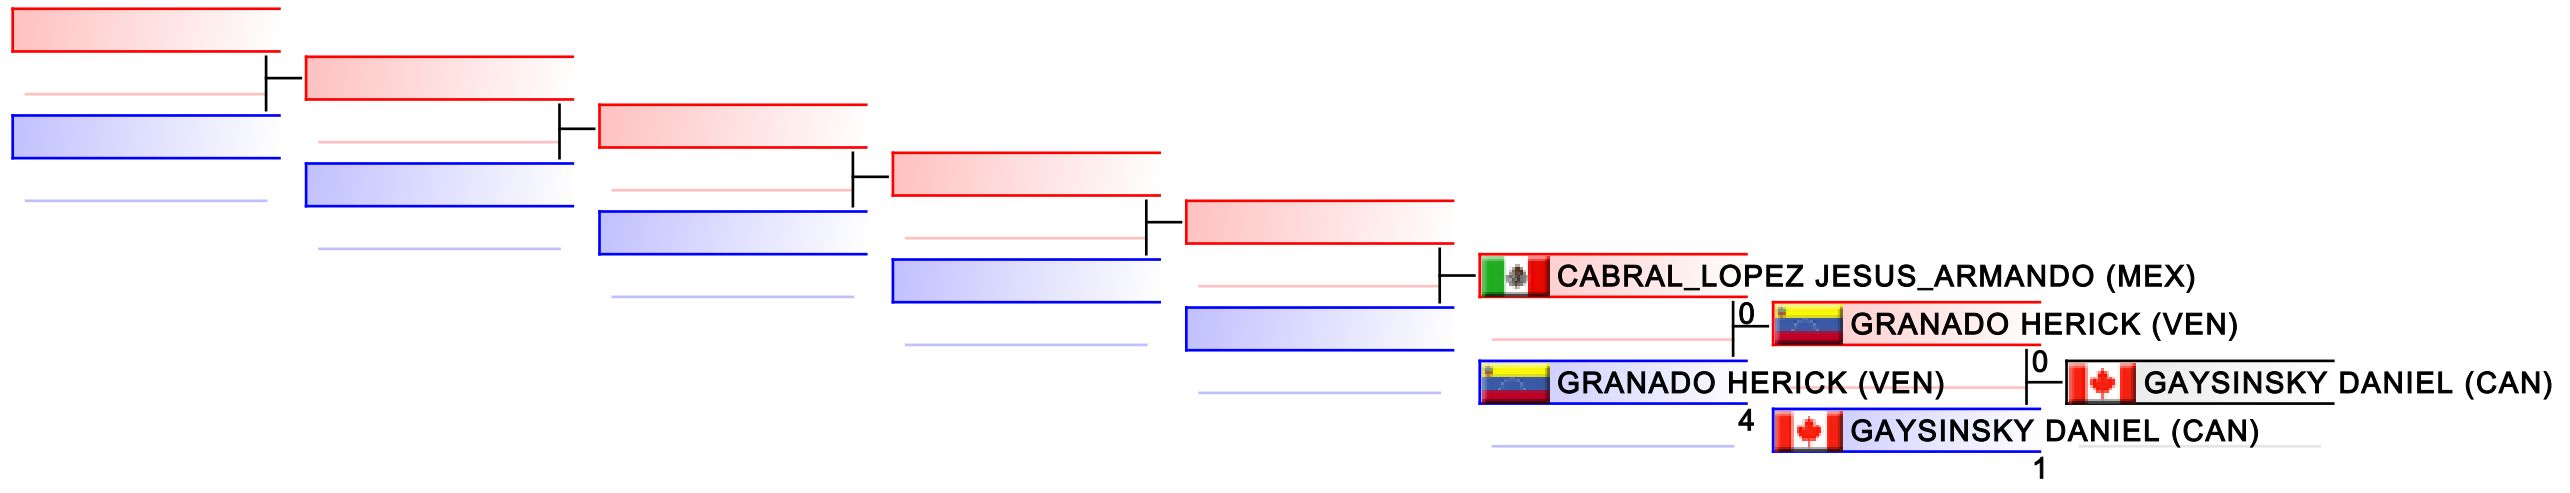 CABRAL_LOPEZ JESUS_ARMANDO (MEX)
0
GRANADO HERICK (VEN)
0
GRANADO HERICK (VEN)
GAYSINSKY DANIEL (CAN)
4
GAYSINSKY DANIEL (CAN)
1